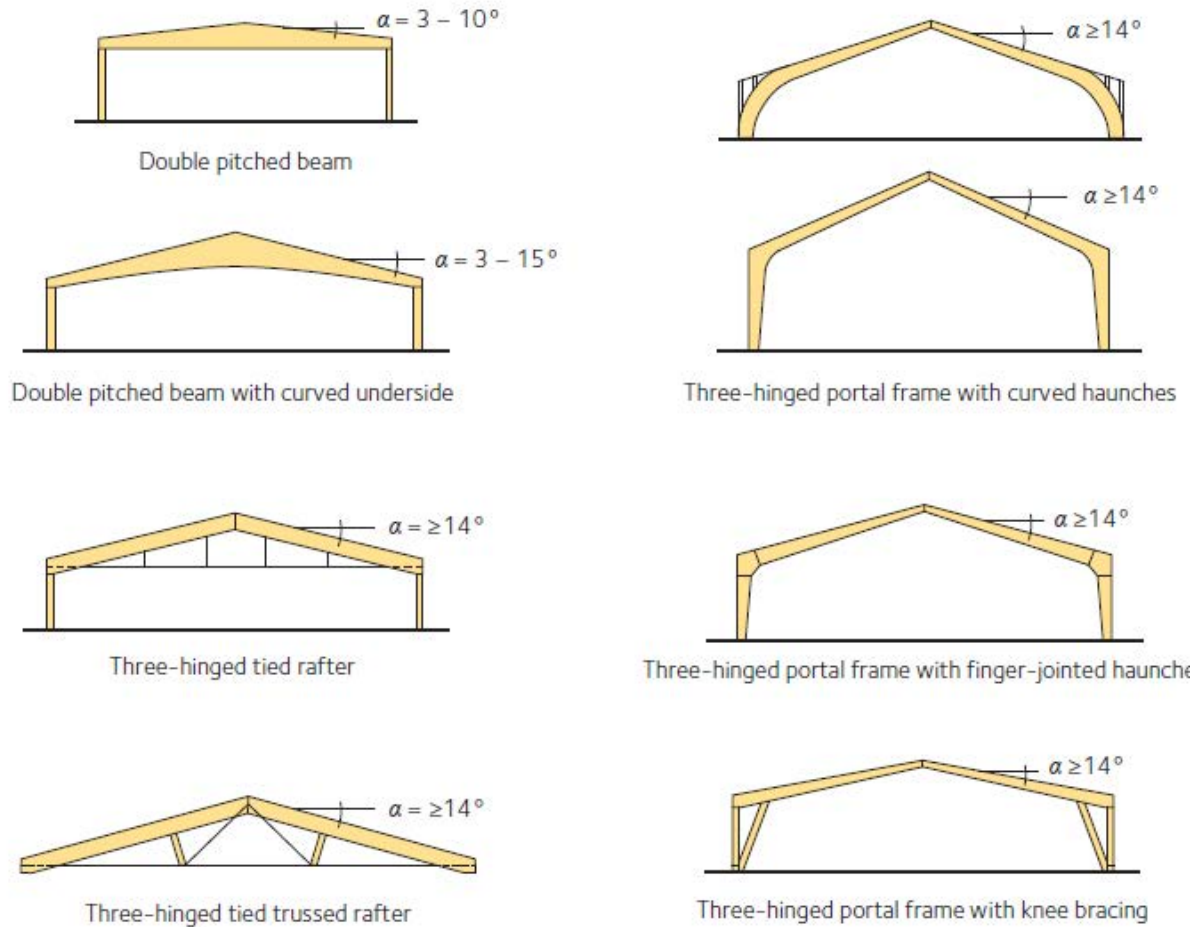 α = 3 – 10°
Double pitched beam
α = 3 – 15°
Double pitched beam with curved underside
α = ≥14°
Three-hinged tied rafter
α = ≥14°
Three-hinged tied trussed rafter
α ≥14°
α ≥14°
Three-hinged portal frame with curved haunches
α ≥14°
Three-hinged portal frame with finger-jointed haunche
α ≥14°
Three-hinged portal frame with knee bracing